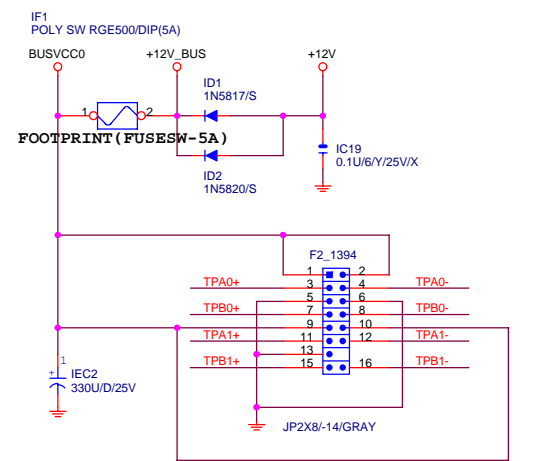 IF1
POLY SW RGE500/DIP(5A)
BUSVCC0 +12V_BUS +12V
ID1
1N5817/S
1 2
FOOTPRINT(FUSESW-5A)
IC19
0.1U/6/Y/25V/X
ID2
1N5820/S
F2_1394
1 2
TPA0+ 3 4 TPA0-
5 6
TPB0+ 7 8 TPB0-
9 10
TPA1+ 11 12 TPA1-
13
TPB1+ 15 16 TPB1-
1
+ IEC2
330U/D/25V
JP2X8/-14/GRAY